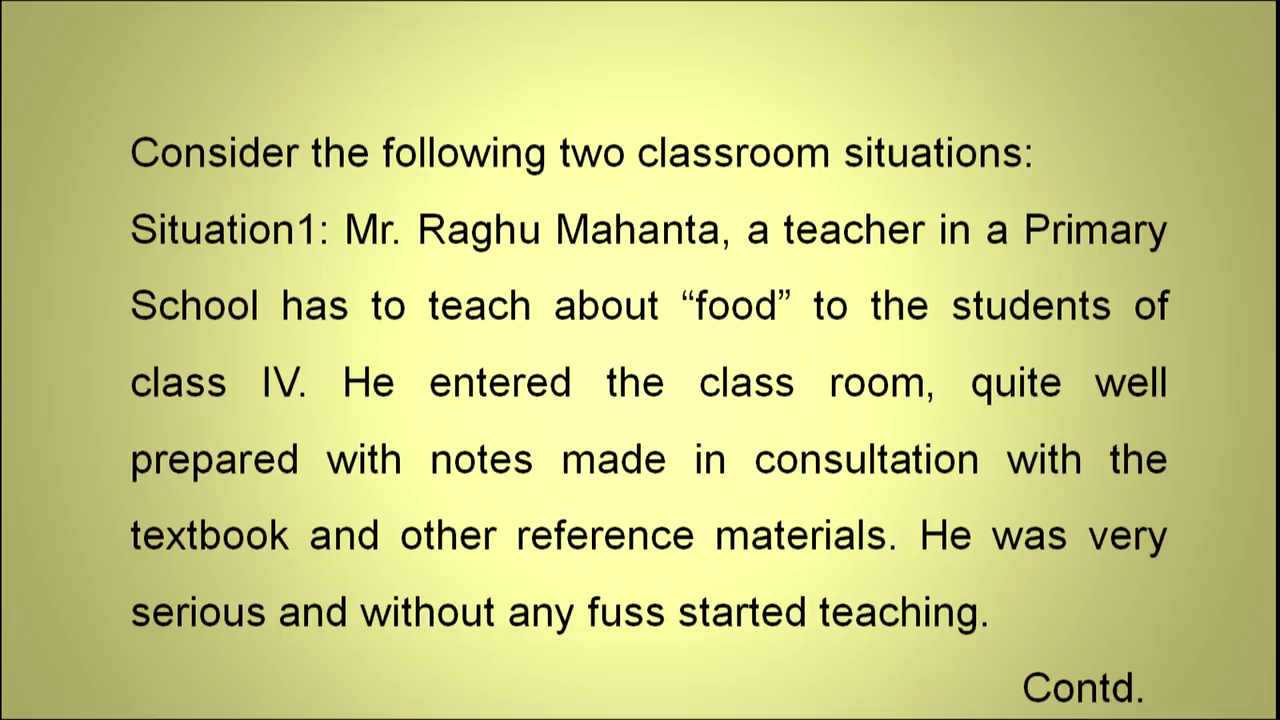 Consider the following two classroom situations:
Situation1: Mr. Raghu Mahanta, a teacher in a Primary
School has to teach about “food” to the students of
class IV. He entered the class room, quite well
prepared with notes made in consultation with the
textbook and other reference materials. He was very
serious and without any fuss started teaching.
Contd.